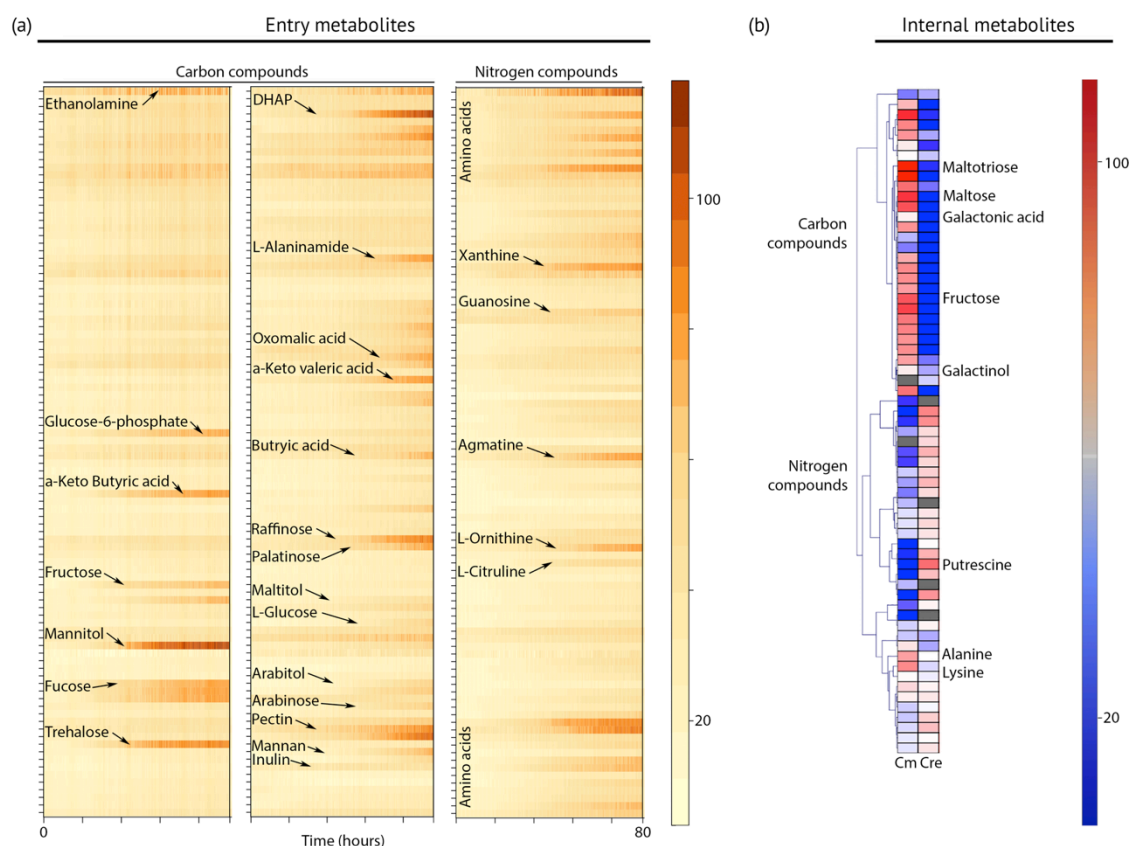 (a)
Entry metabolites
Carbon compounds
Nitrogen compounds
Ethanolamine
Glucose-6-phosphate
a-Keto Butyric acid
Fructose
Mannitol
Fucose
Trehalose
DHAP
L-Alaninamide
Oxomalic acid
a-Keto valeric acid
Butryic acid
Raffinose
Palatinose
Maltitol
L-Glucose
Arabitol
Arabinose
Pectin
Mannan
Inulin
Amino acids
Xanthine
Guanosine
Agmatine
L-Ornithine
L-Citruline
Amino acids
0
Time (hours)
80
100
20
(b)
Internal metabolites
Carbon
compounds
Nitrogen
compounds
Maltotriose
Maltose
Galactonic acid
Fructose
Galactinol
Putrescine
Alanine
Lysine
Cm Cre
100
20